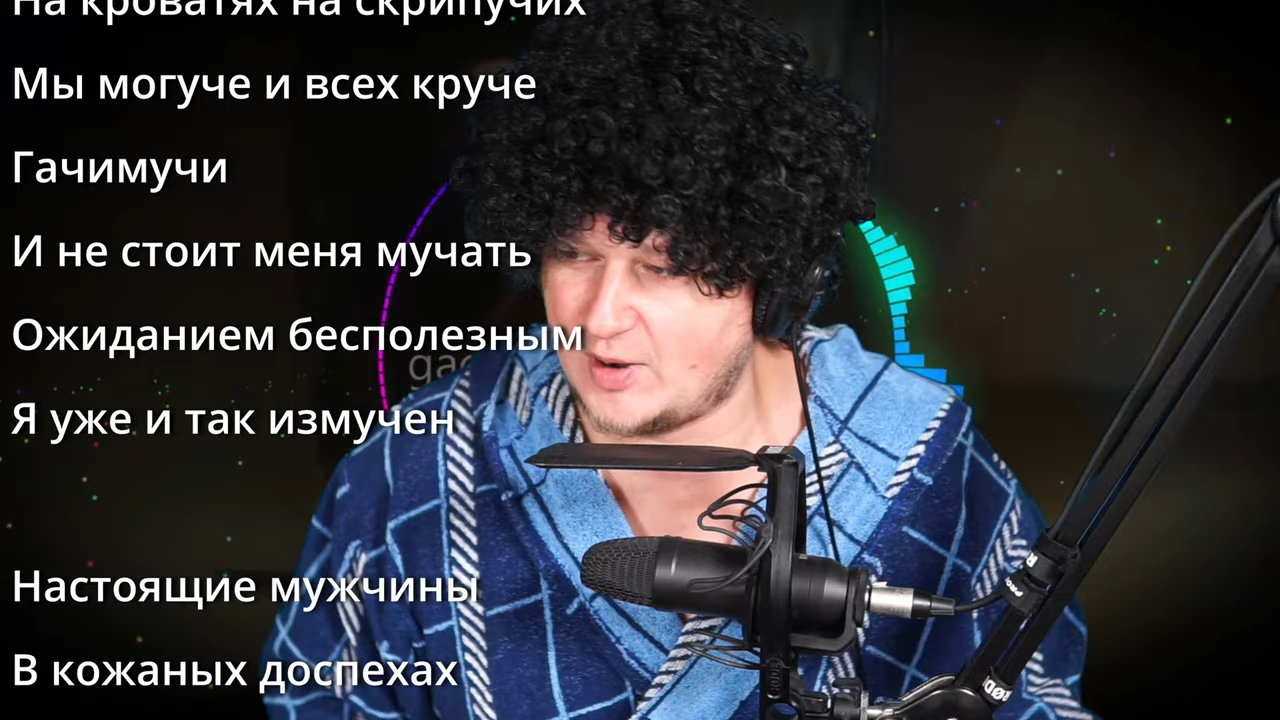 На кроватях на скрипучих
Мы могуче и всех круче
Гачимучи
И не стоит меня мучать
Ожиданием бесполезным
Я уже и так измучен
Настоящие мужчины
В кожаных доспехах